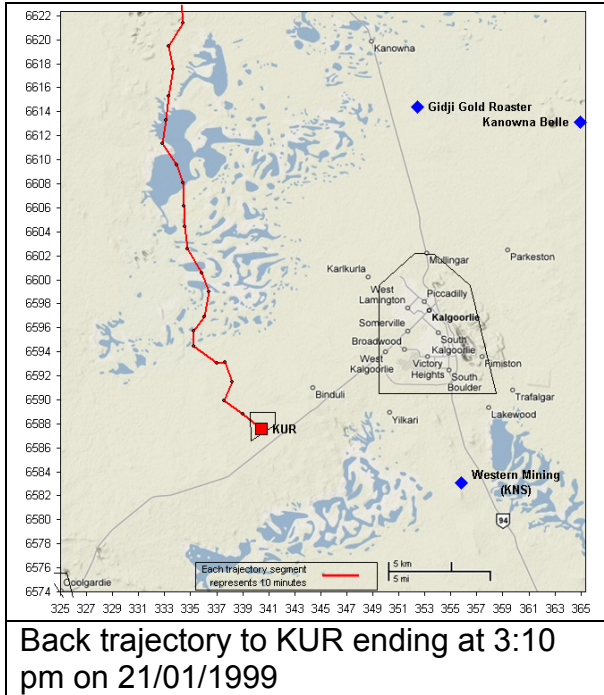 6622
6620
6618
6616
6614
6612
6610
6608
6606
6604
6602
6600
6598
6596
6594
6592
6590
6588
6586
6584
6582
6580
6578
6576
6574
Kanowna
Gidji Gold Roaster
Kanowna Belle
Mullingar
Parkeston
Karlkurla
West
Lamington
Piccadilly
Kalgoorlie
Somerville
Broadwood
South
Kalgoorlie
West
Kalgoorlie
Victory
Heights
Fimiston
South
Boulder
Binduli
Trafalgar
Yilkari
Lakewood
KUR
Western Mining
(KNS)
94
Coolgardie
Each trajectory segment
represents 10 minutes
5 km
5 mi
325 327 329 331 333 335 337 339 341 343 345 347 349 351 353 355 357 359 361 363 365
Back trajectory to KUR ending at 3:10
pm on 21/01/1999